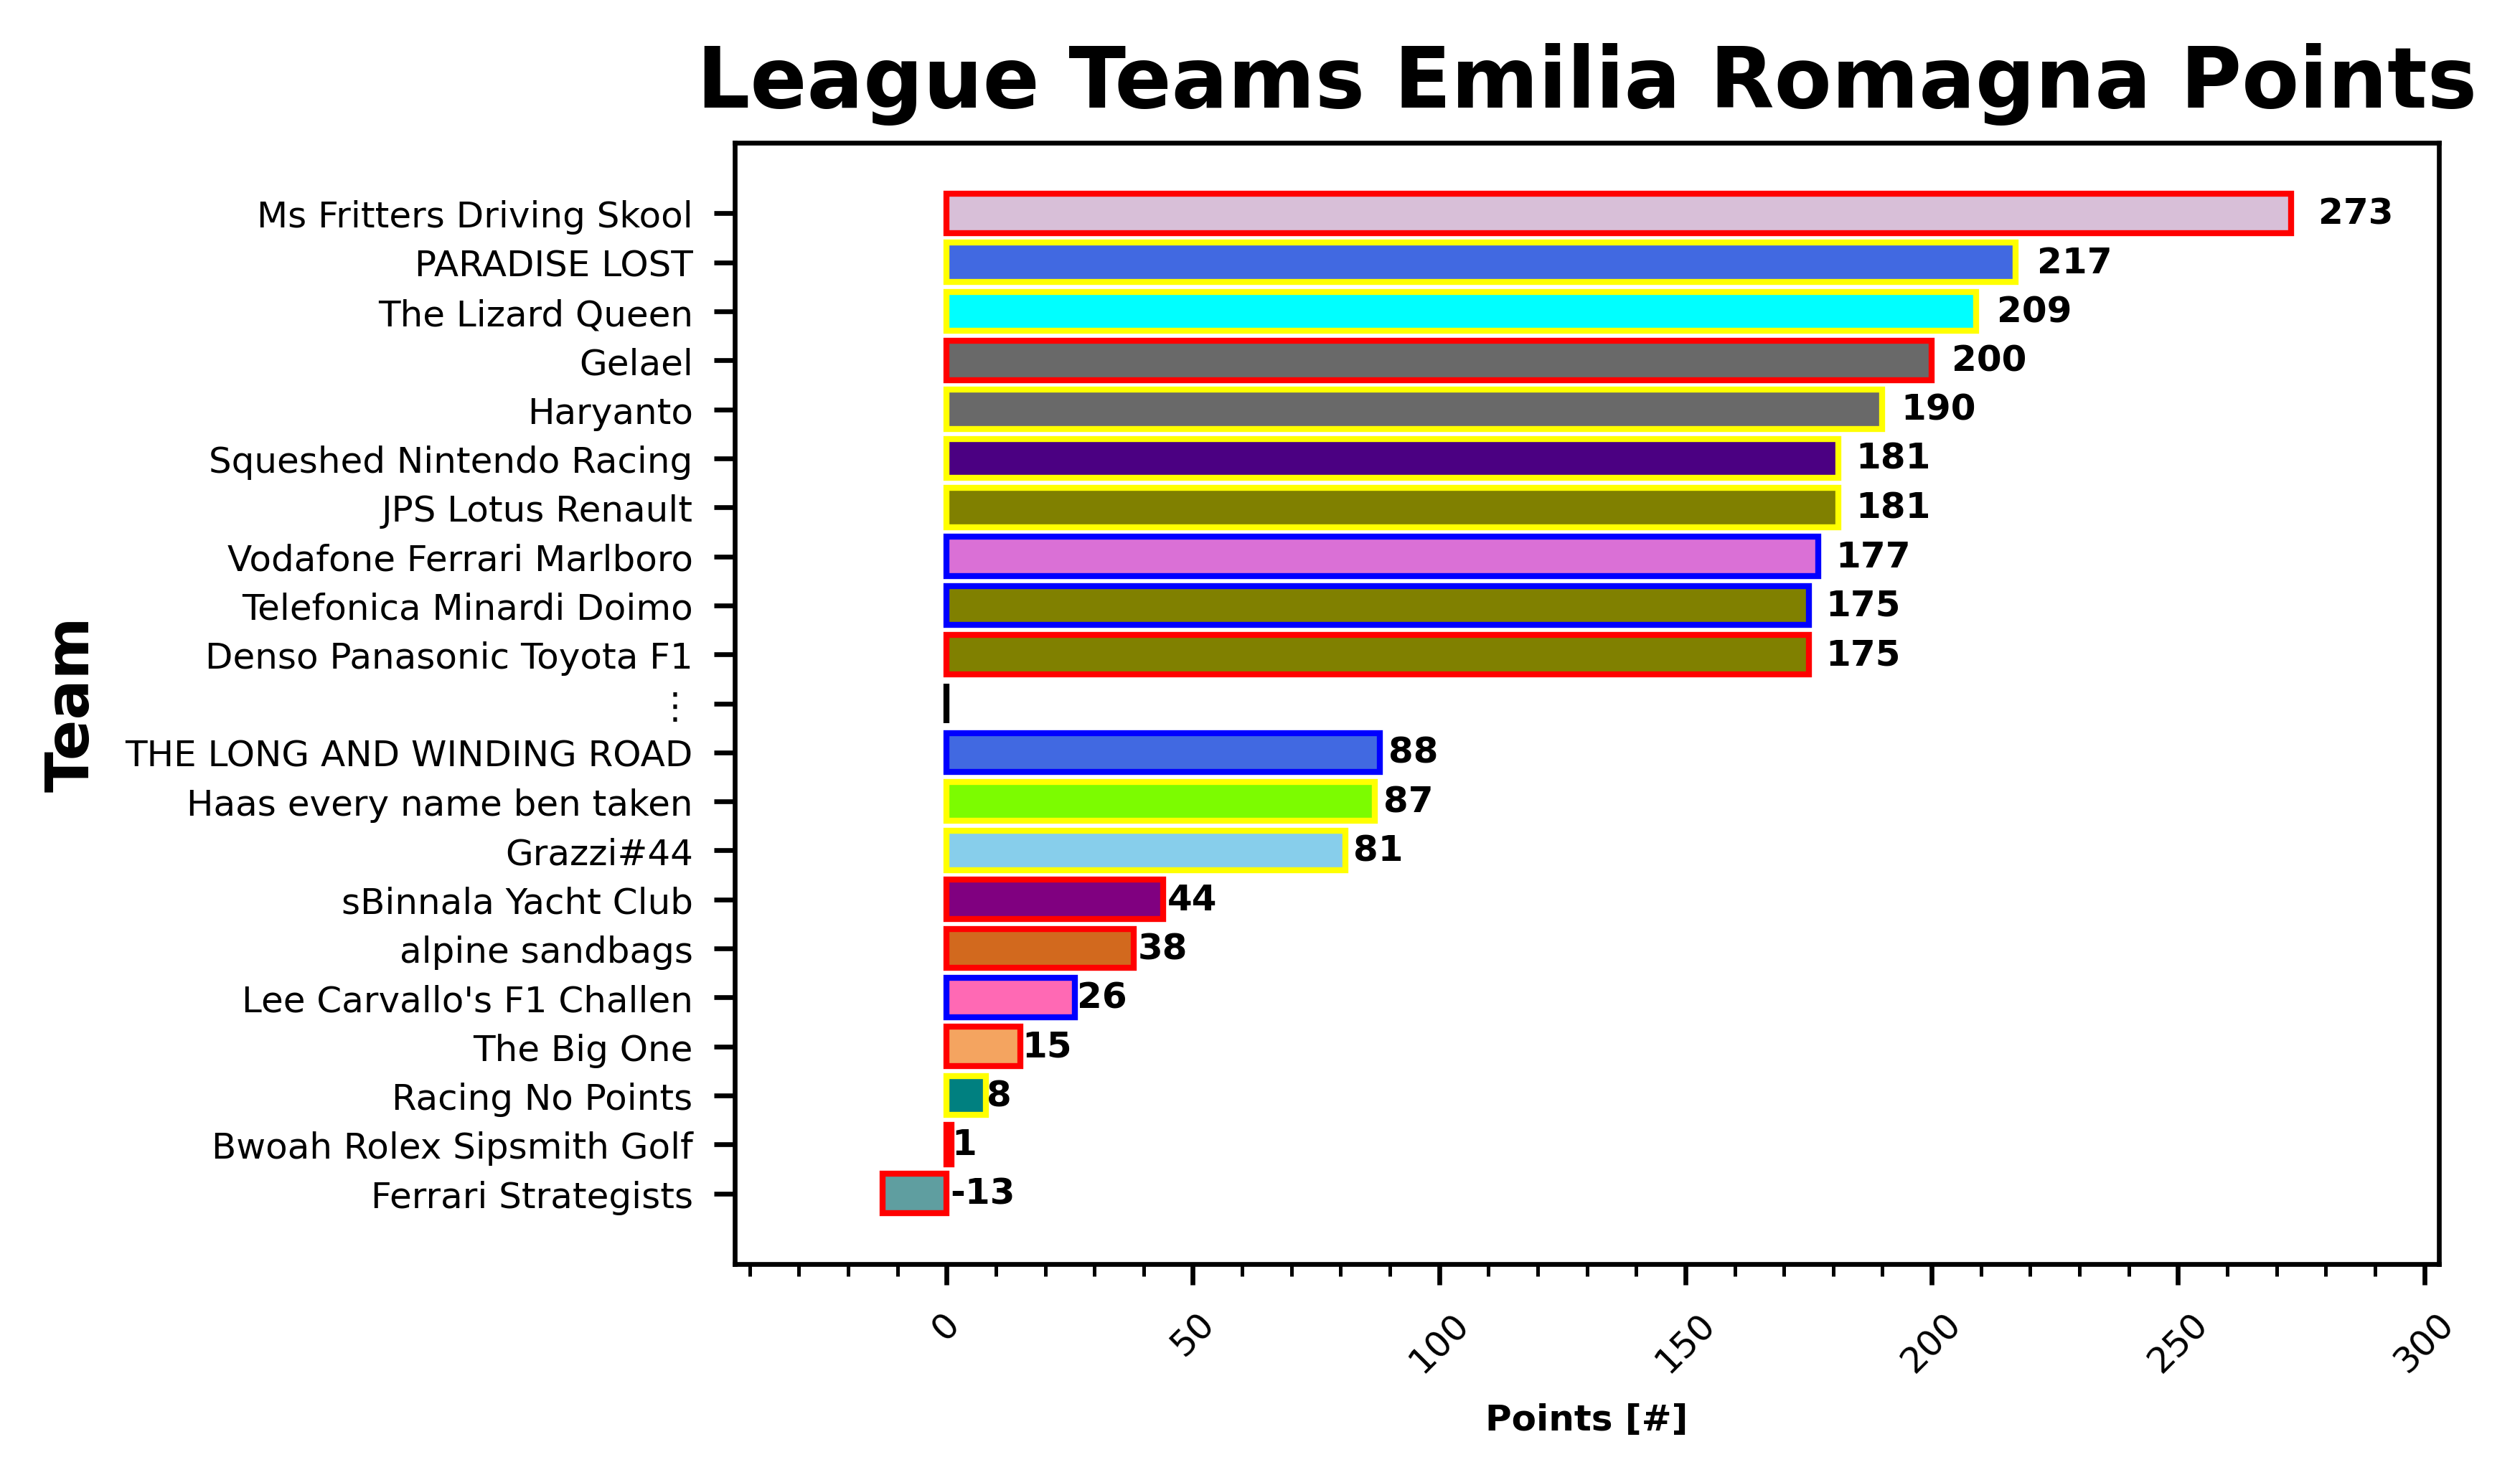 League Teams Emilia Romagna Points
Team
Ms Fritters Driving Skool 273
PARADISE LOST 217
The Lizard Queen 209
Gelael 200
Haryanto 190
Squeshed Nintendo Racing 181
JPS Lotus Renault 181
Vodafone Ferrari Marlboro 177
Telefonica Minardi Doimo 175
Denso Panasonic Toyota F1 175
⋮
THE LONG AND WINDING ROAD 88
Haas every name ben taken 87
Grazzi#44 81
sBinnala Yacht Club 44
alpine sandbags 38
Lee Carvallo's F1 Challen 26
The Big One 15
Racing No Points 8
Bwoah Rolex Sipsmith Golf 1
Ferrari Strategists -13
0 50 100 150 200 250 300
Points [#]